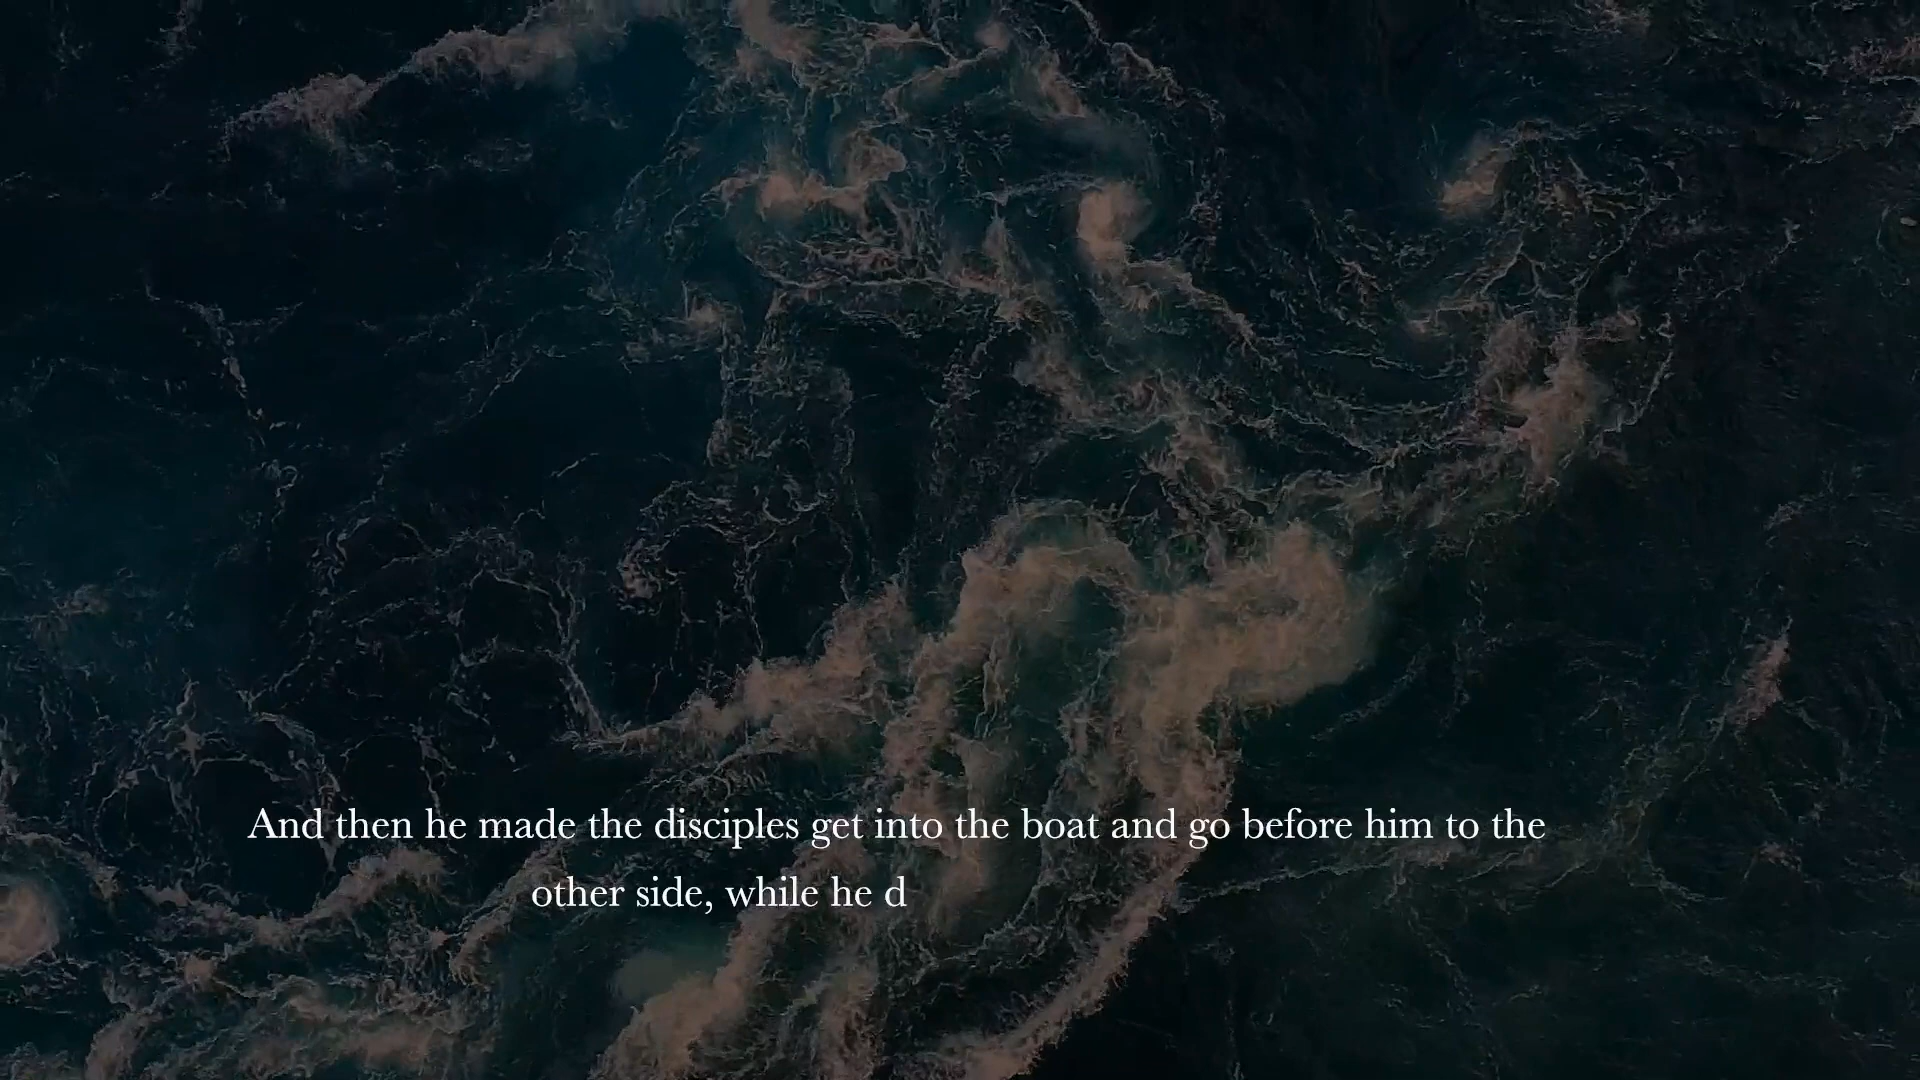 And then he made the disciples get into the boat and go before him to the
other side, while he d